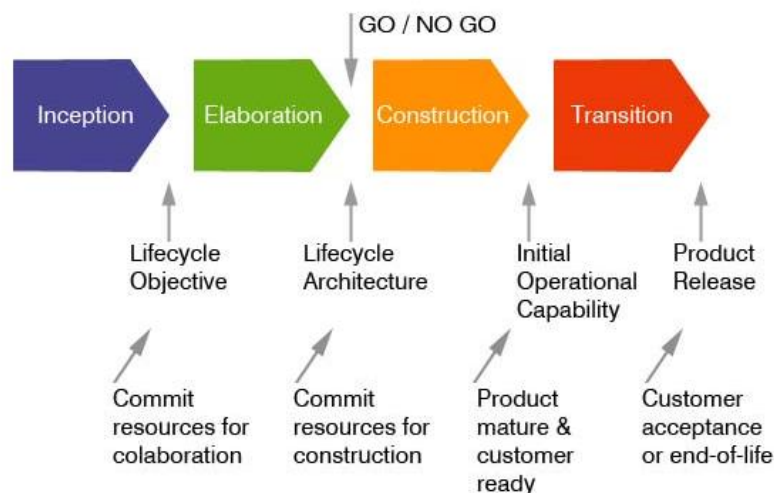 GO / NO GO
Inception
Elaboration
Construction
Transition
Lifecycle
Objective
Lifecycle
Architecture
Initial
Operational
Capability
Product
Release
Commit
resources for
colaboration
Commit
resources for
construction
Product
mature &
customer
ready
Customer
acceptance
or end-of-life